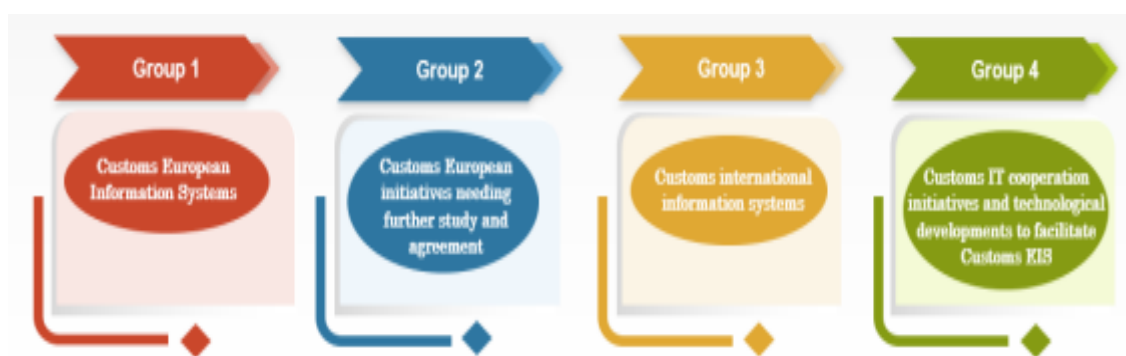 Group 1
Customs European
Information Systems
Group 2
Customs European
initiatives needing
further study and
agreement
Group 3
Customs international
information systems
Group 4
Customs IT cooperation
initiatives and technological
developments to facilitate
Customs EIS